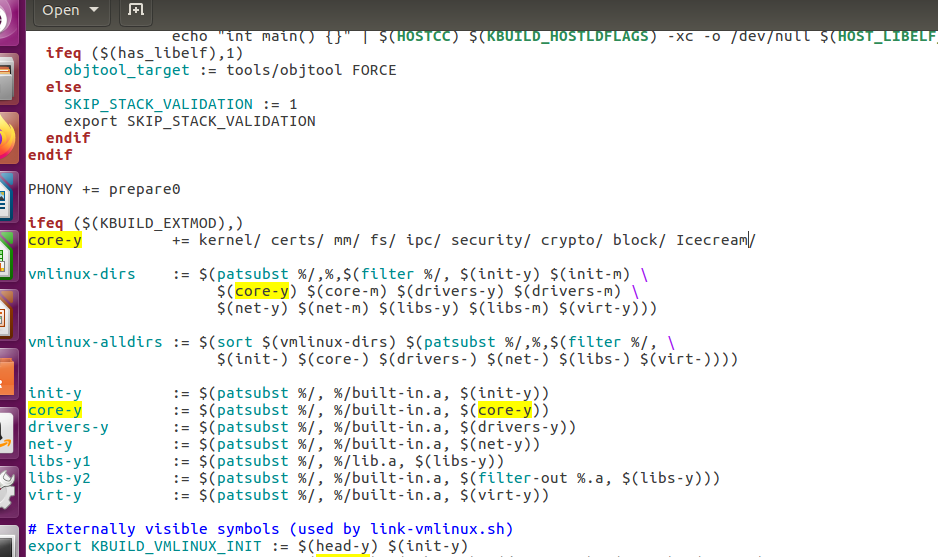 Open
echo "int main() {}" | $(HOSTCC) $(KBUILD_HOSTLDFLAGS) -xc -o /dev/null $(HOST_LIBELF
ifeq ($(has_libelf),1)
objtool_target := tools/objtool FORCE
else
SKIP_STACK_VALIDATION := 1
export SKIP_STACK_VALIDATION
endif
endif
PHONY += prepare0
ifeq ($(KBUILD_EXTMOD),)
core-y += kernel/ certs/ mm/ fs/ ipc/ security/ crypto/ block/ Icecream/
vmlinux-dirs := $(patsubst %/,%,$(filter %/, $(init-y) $(init-m) \
$(core-y) $(core-m) $(drivers-y) $(drivers-m) \
$(net-y) $(net-m) $(libs-y) $(libs-m) $(virt-y)))
vmlinux-alldirs := $(sort $(vmlinux-dirs) $(patsubst %/,%,$(filter %/, \
$(init-) $(core-) $(drivers-) $(net-) $(libs-) $(virt-))))
init-y := $(patsubst %/, %/built-in.a, $(init-y))
core-y := $(patsubst %/, %/built-in.a, $(core-y))
drivers-y := $(patsubst %/, %/built-in.a, $(drivers-y))
net-y := $(patsubst %/, %/built-in.a, $(net-y))
libs-y1 := $(patsubst %/, %/lib.a, $(libs-y))
libs-y2 := $(patsubst %/, %/built-in.a, $(filter-out %.a, $(libs-y)))
virt-y := $(patsubst %/, %/built-in.a, $(virt-y))
# Externally visible symbols (used by link-vmlinux.sh)
export KBUILD_VMLINUX_INIT := $(head-y) $(init-y)